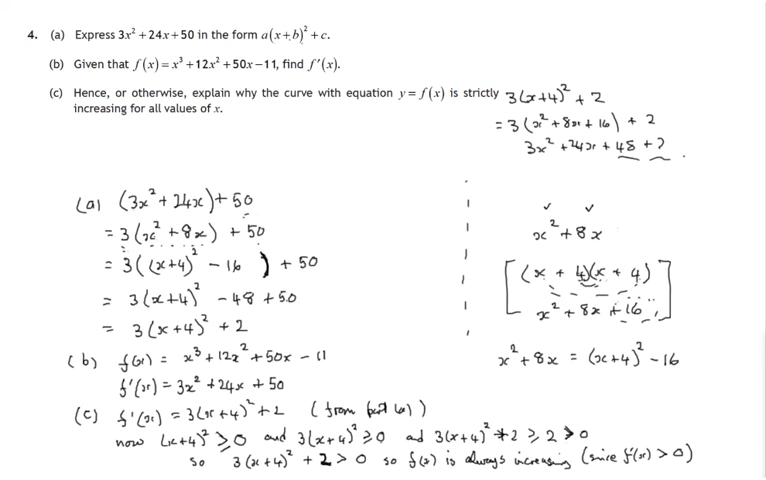 4. (a) Express 3x² + 24x + 50 in the form a(x + b)² + c.
(b) Given that f(x) = x³ + 12x² + 50x − 11, find f′(x).
(c) Hence, or otherwise, explain why the curve with equation y = f(x) is strictly
increasing for all values of x.
3(x+4)² + 2
= 3(x² + 8x + 16) + 2
3x² + 24x + 48 + 2
(a) (3x² + 24x) + 50
= 3(x² + 8x) + 50
= 3((x+4)² − 16 ) + 50
= 3(x+4)² − 48 + 50
= 3(x+4)² + 2
✓ ✓
x² + 8x
[(x + 4)(x + 4)
x² + 8x + 16]
x² + 8x = (x+4)² − 16
(b) f(x) = x³ + 12x² + 50x − 11
f′(x) = 3x² + 24x + 50
(c) f′(x) = 3(x+4)² + 2 (from part (a))
now (x+4)² ≥ 0 and 3(x+4)² ≥ 0 and 3(x+4)² + 2 ≥ 2 > 0
so 3(x+4)² + 2 > 0 so f(x) is always increasing (since f′(x) > 0)